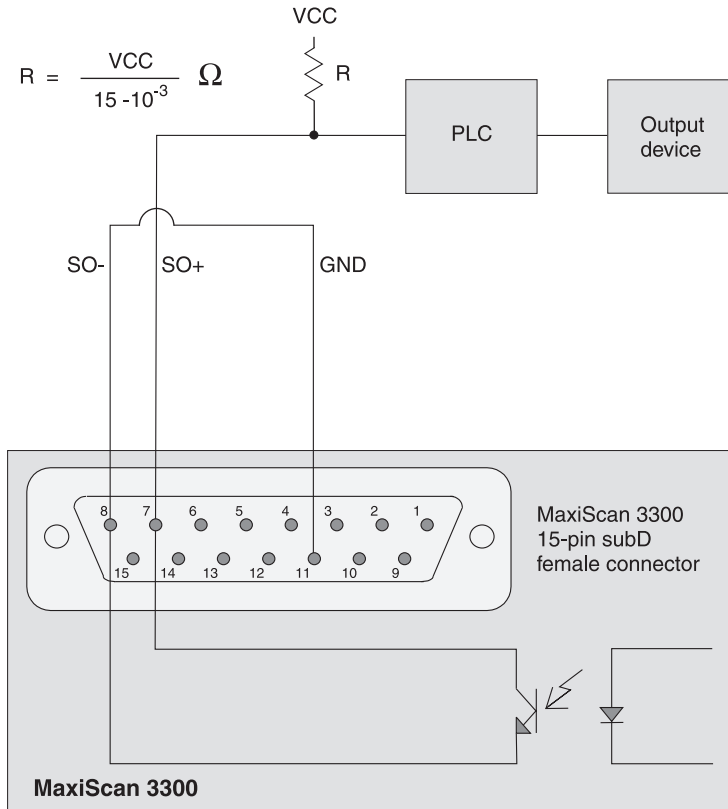 VCC
R = VCC / 15 -10⁻³ Ω
R
PLC
Output
device
SO-
SO+
GND
8 7 6 5 4 3 2 1
15 14 13 12 11 10 9
MaxiScan 3300
15-pin subD
female connector
MaxiScan 3300